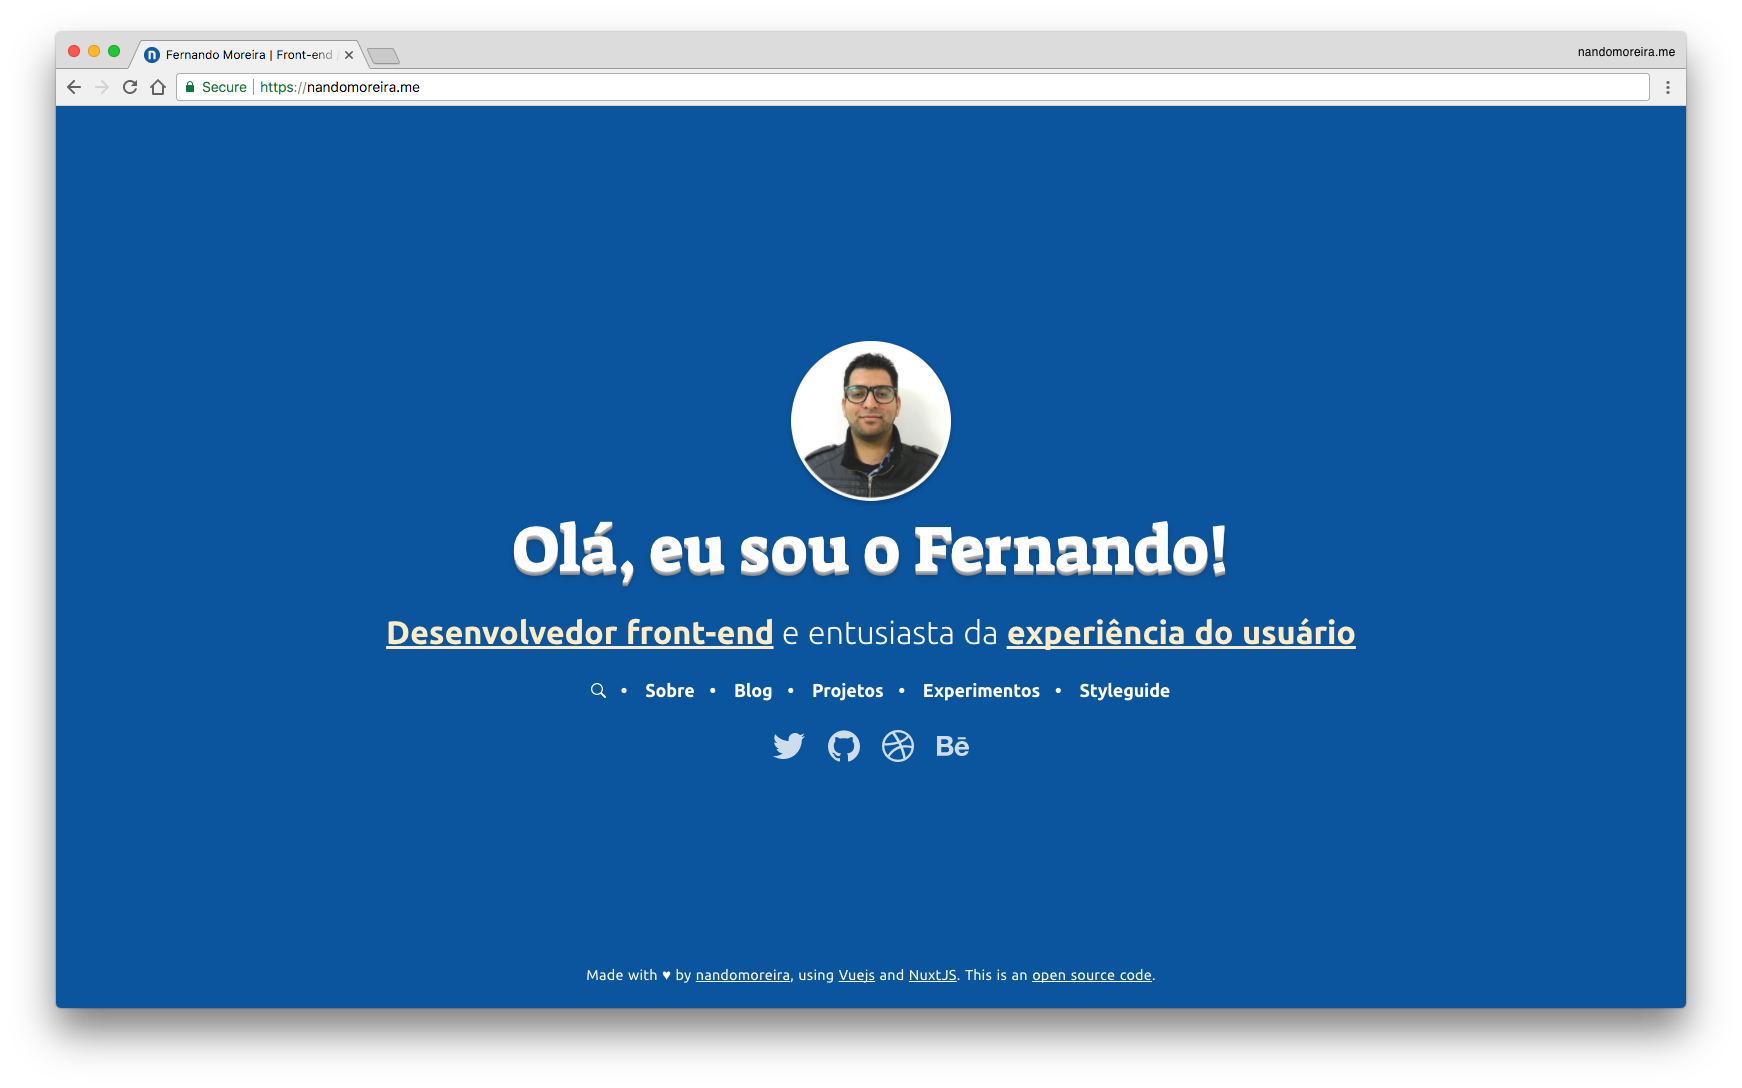 Fernando Moreira | Front-end
nandomoreira.me
Secure https://nandomoreira.me
Olá, eu sou o Fernando!
Desenvolvedor front-end e entusiasta da experiência do usuário
• Sobre • Blog • Projetos • Experimentos • Styleguide
Bē
Made with ♥ by nandomoreira, using Vuejs and NuxtJS. This is an open source code.